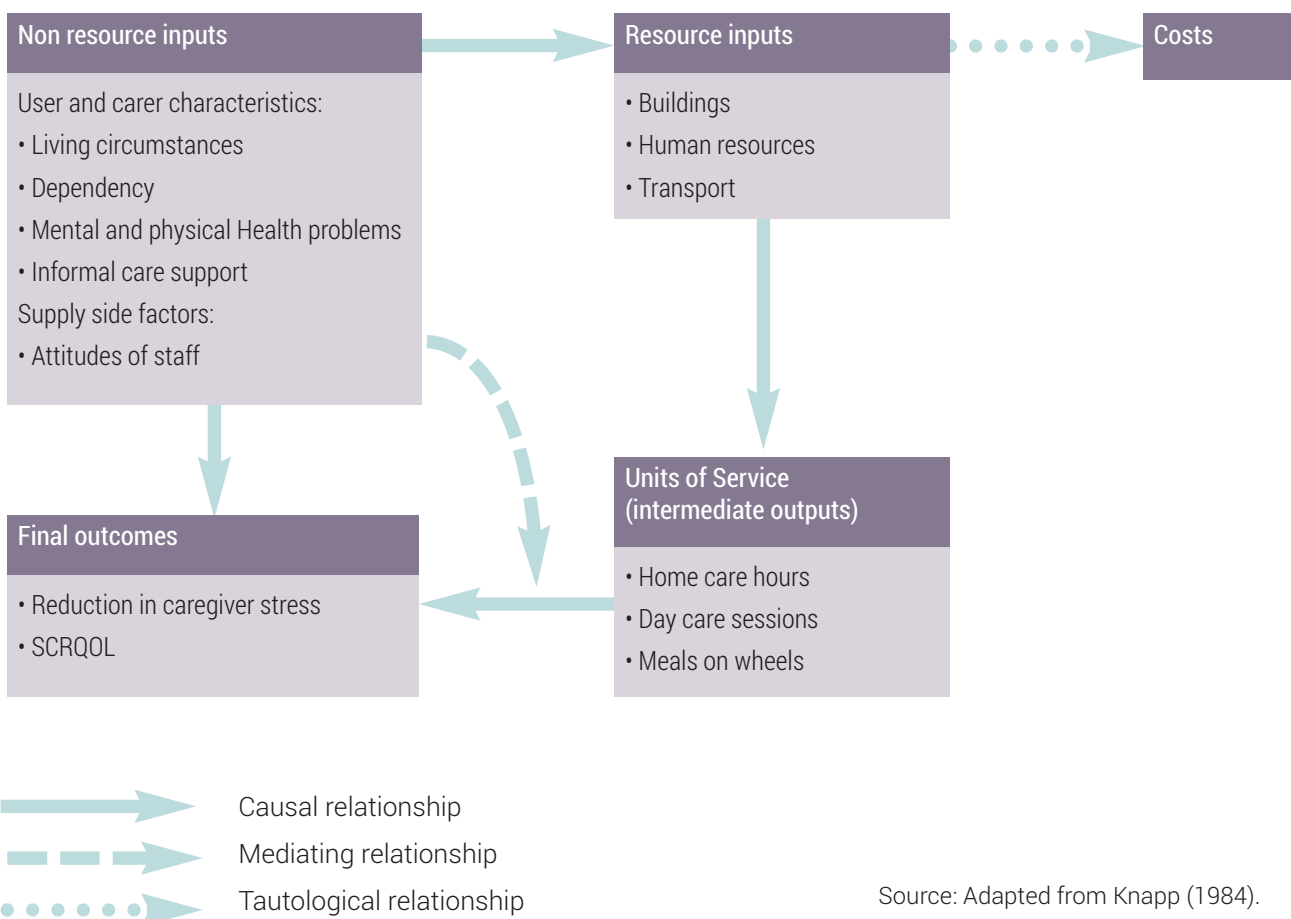 Non resource inputs
User and carer characteristics:
• Living circumstances
• Dependency
• Mental and physical Health problems
• Informal care support
Supply side factors:
• Attitudes of staff
Resource inputs
• Buildings
• Human resources
• Transport
Costs
Final outcomes
• Reduction in caregiver stress
• SCRQOL
Units of Service
(intermediate outputs)
• Home care hours
• Day care sessions
• Meals on wheels
Causal relationship
Mediating relationship
Tautological relationship
Source: Adapted from Knapp (1984).